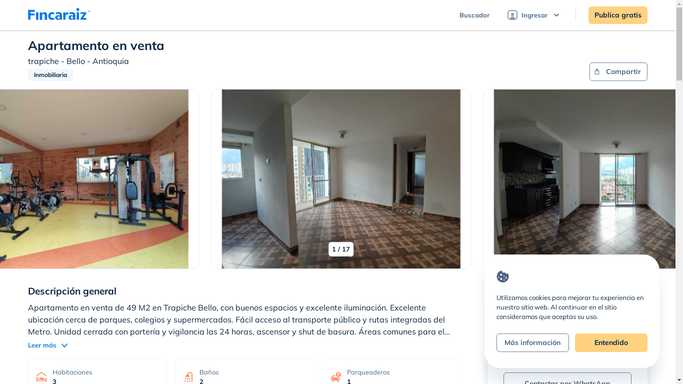 Fincaraiz
Buscador
Ingresar
Publica gratis
Apartamento en venta
trapiche - Bello - Antioquia
Inmobiliaria
Compartir
1 / 17
Descripción general
Apartamento en venta de 49 M2 en Trapiche Bello, con buenos espacios y excelente iluminación. Excelente
ubicación cerca de parques, colegios y supermercados. Fácil acceso al transporte público y rutas integradas del
Metro. Unidad cerrada con portería y vigilancia las 24 horas, ascensor y shut de basura. Áreas comunes para el...
Leer más
Habitaciones
3
Baños
2
Parqueaderos
1
Utilizamos cookies para mejorar tu experiencia en
nuestro sitio web. Al continuar en el sitio
consideramos que aceptas su uso.
Más información
Entendido
Contactar por WhatsApp